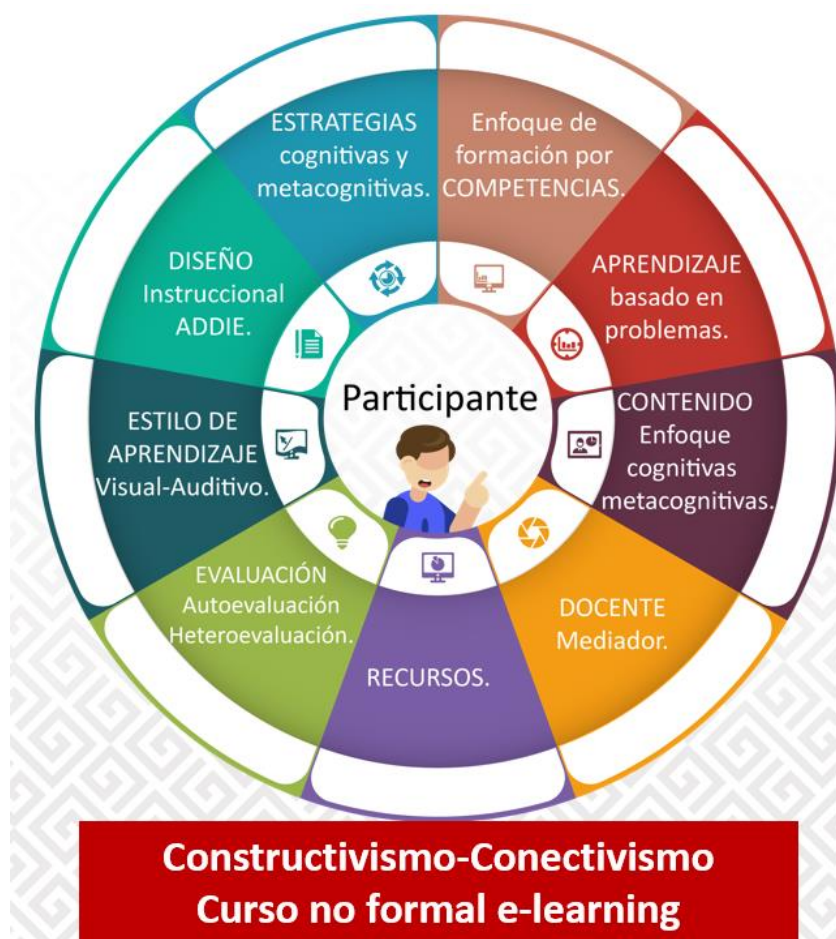 ESTRATEGIAS
cognitivas y
metacognitivas.
Enfoque de
formación por
COMPETENCIAS.
APRENDIZAJE
basado en
problemas.
CONTENIDO
Enfoque
cognitivas
metacognitivas.
DOCENTE
Mediador.
RECURSOS.
EVALUACIÓN
Autoevaluación
Heteroevaluación.
ESTILO DE
APRENDIZAJE
Visual-Auditivo.
DISEÑO
Instruccional
ADDIE.
Participante
Constructivismo-Conectivismo
Curso no formal e-learning